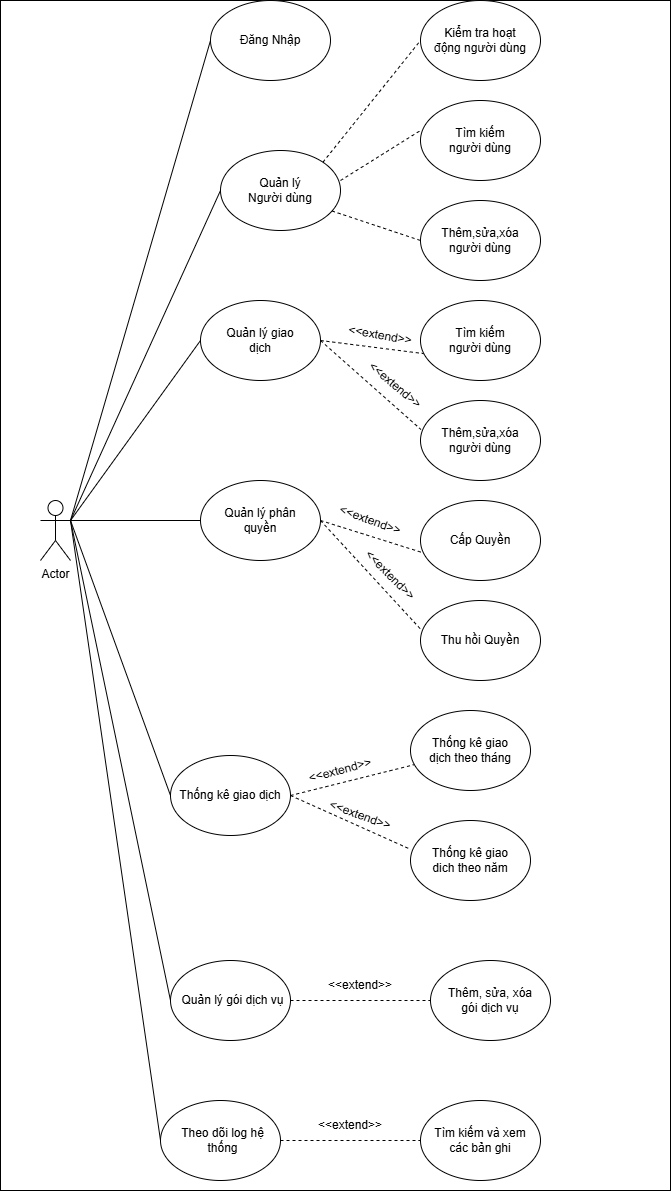 Đăng Nhập
Kiểm tra hoạt
động người dùng
Tìm kiếm
người dùng
Quản lý
Người dùng
Thêm,sửa,xóa
người dùng
Quản lý giao
dịch
<<extend>>
Tìm kiếm
người dùng
<<extend>>
Thêm,sửa,xóa
người dùng
Actor
Quản lý phân
quyền
<<extend>>
Cấp Quyền
<<extend>>
Thu hồi Quyền
Thống kê giao dịch
<<extend>>
Thống kê giao
dịch theo tháng
<<extend>>
Thống kê giao
dich theo năm
Quản lý gói dịch vụ
<<extend>>
Thêm, sửa, xóa
gói dịch vụ
Theo dõi log hệ
thống
<<extend>>
Tìm kiếm và xem
các bản ghi